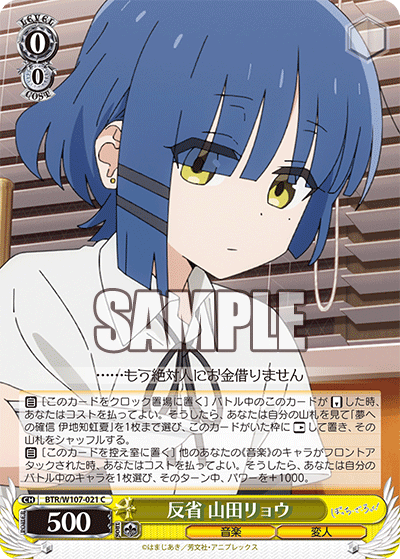 LEVEL
0
0
COST
SAMPLE
……もう絶対人にお金借りません
自 [このカードをクロック置場に置く] バトル中のこのカードが した時、
あなたはコストを払ってよい。そうしたら、あなたは自分の山札を見て「夢へ
の確信 伊地知虹夏」を1枚まで選び、このカードがいた枠に して置き、その
山札をシャッフルする。
自 [このカードを控室に置く] 他のあなたの《音楽》のキャラがフロント
アタックされた時、あなたはコストを払ってよい。そうしたら、あなたは自分の
バトル中のキャラを1枚選び、そのターン中、パワーを+1000。
CH BTR/W107-021 C
500
反省 山田リョウ
ぼっち・ざ・ろっく!
音楽 変人
©はまじあき／芳文社・アニプレックス